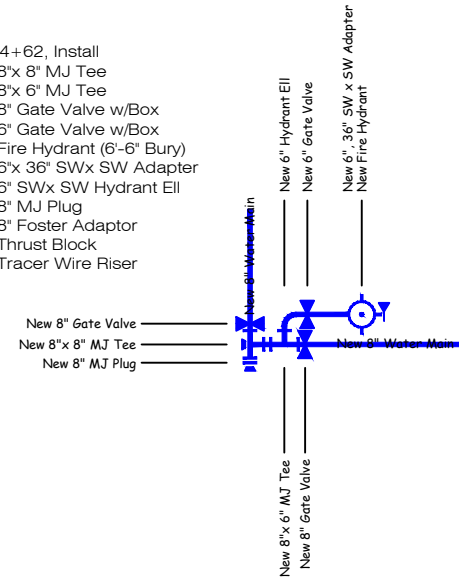 4+62, Install
8"x 8" MJ Tee
8"x 6" MJ Tee
8" Gate Valve w/Box
6" Gate Valve w/Box
Fire Hydrant (6'-6" Bury)
6"x 36" SWx SW Adapter
6" SWx SW Hydrant Ell
8" MJ Plug
8" Foster Adaptor
Thrust Block
Tracer Wire Riser
New 8" Water Main
New 6" Hydrant Ell
New 6" Gate Valve
New 6", 36" SW x SW Adapter
New Fire Hydrant
New 8" Gate Valve
New 8"x 8" MJ Tee
New 8" MJ Plug
New 8" Water Main
New 8"x 6" MJ Tee
New 8" Gate Valve